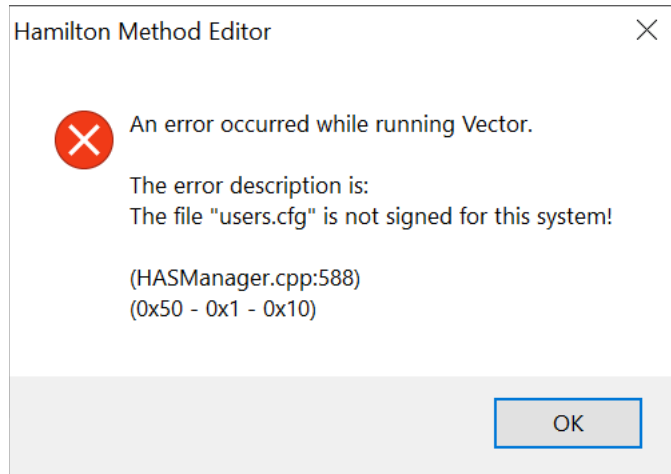 Hamilton Method Editor
An error occurred while running Vector.
The error description is:
The file "users.cfg" is not signed for this system!
(HASManager.cpp:588)
(0x50 - 0x1 - 0x10)
OK